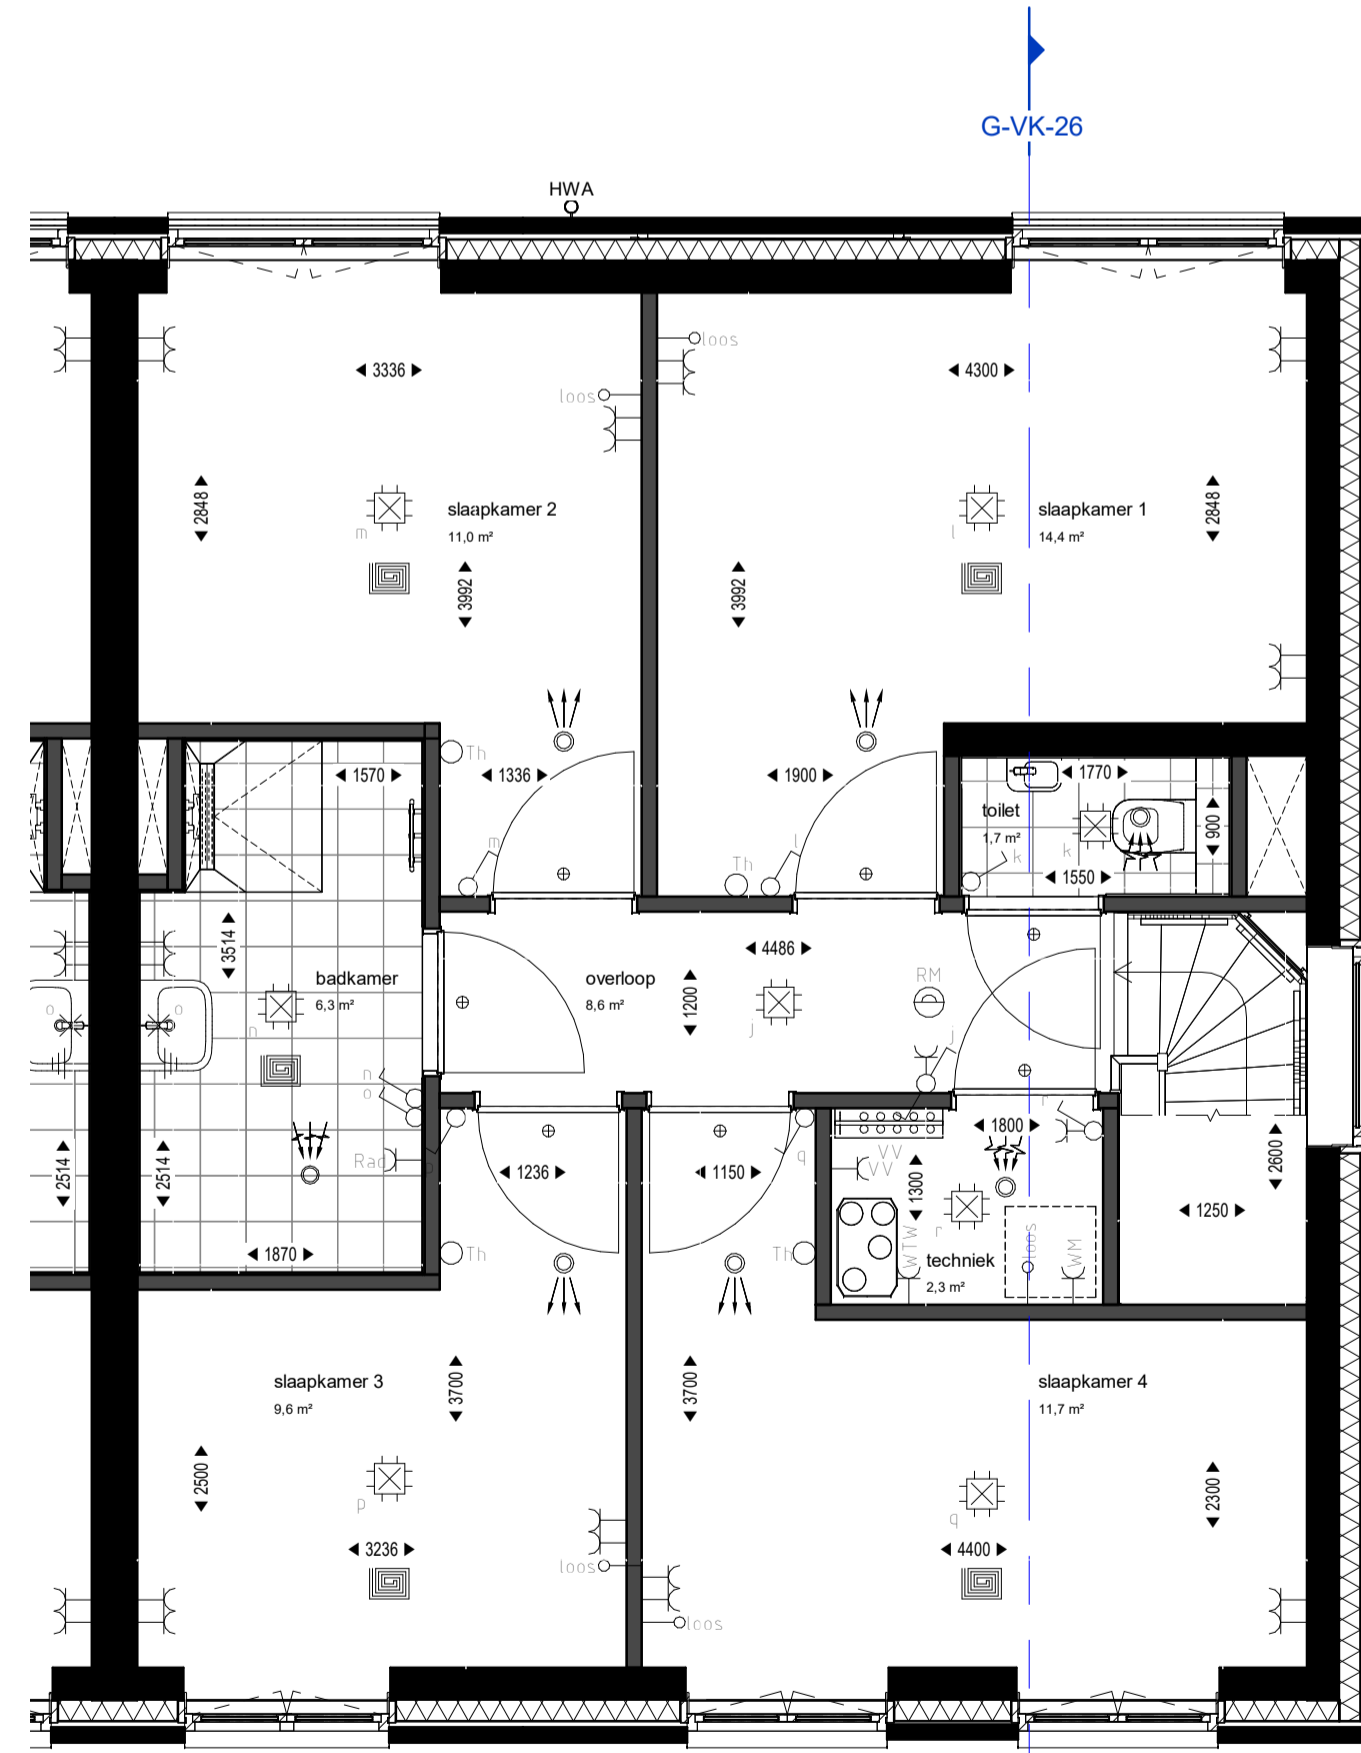 G-VK-26
HWA
loos
3336
4300
loos
2848
slaapkamer 2
11,0 m²
m
slaapkamer 1
14,4 m²
l
2848
3992
3992
Th
1570
1336
1900
1770
toilet
1,7 m²
900
m
l
Th
k
k
1550
3514
4486
badkamer
6,3 m²
overloop
8,6 m²
1200
RM
o
o
n
j
j
n
o
2514
2514
Rad
p
1236
1150
q
VV
VV
1800
r
1300
2600
1250
1870
Th
Th
WTW
r
loos
WM
techniek
2,3 m²
slaapkamer 3
9,6 m²
3700
3700
slaapkamer 4
11,7 m²
2500
p
2300
q
3236
4400
loos
loos